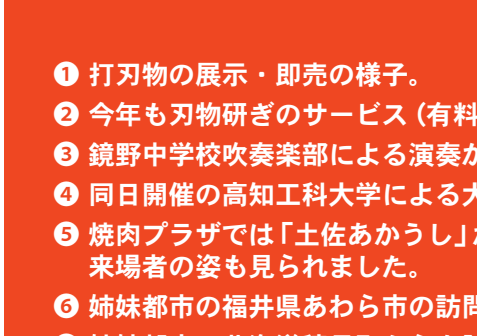 ❶ 打刃物の展示・即売の様子。
❷ 今年も刃物研ぎのサービス（有料
❸ 鏡野中学校吹奏楽部による演奏か
❹ 同日開催の高知工科大学による大
❺ 焼肉プラザでは「土佐あかうし」
来場者の姿も見られました。
❻ 姉妹都市の福井県あわら市の訪問